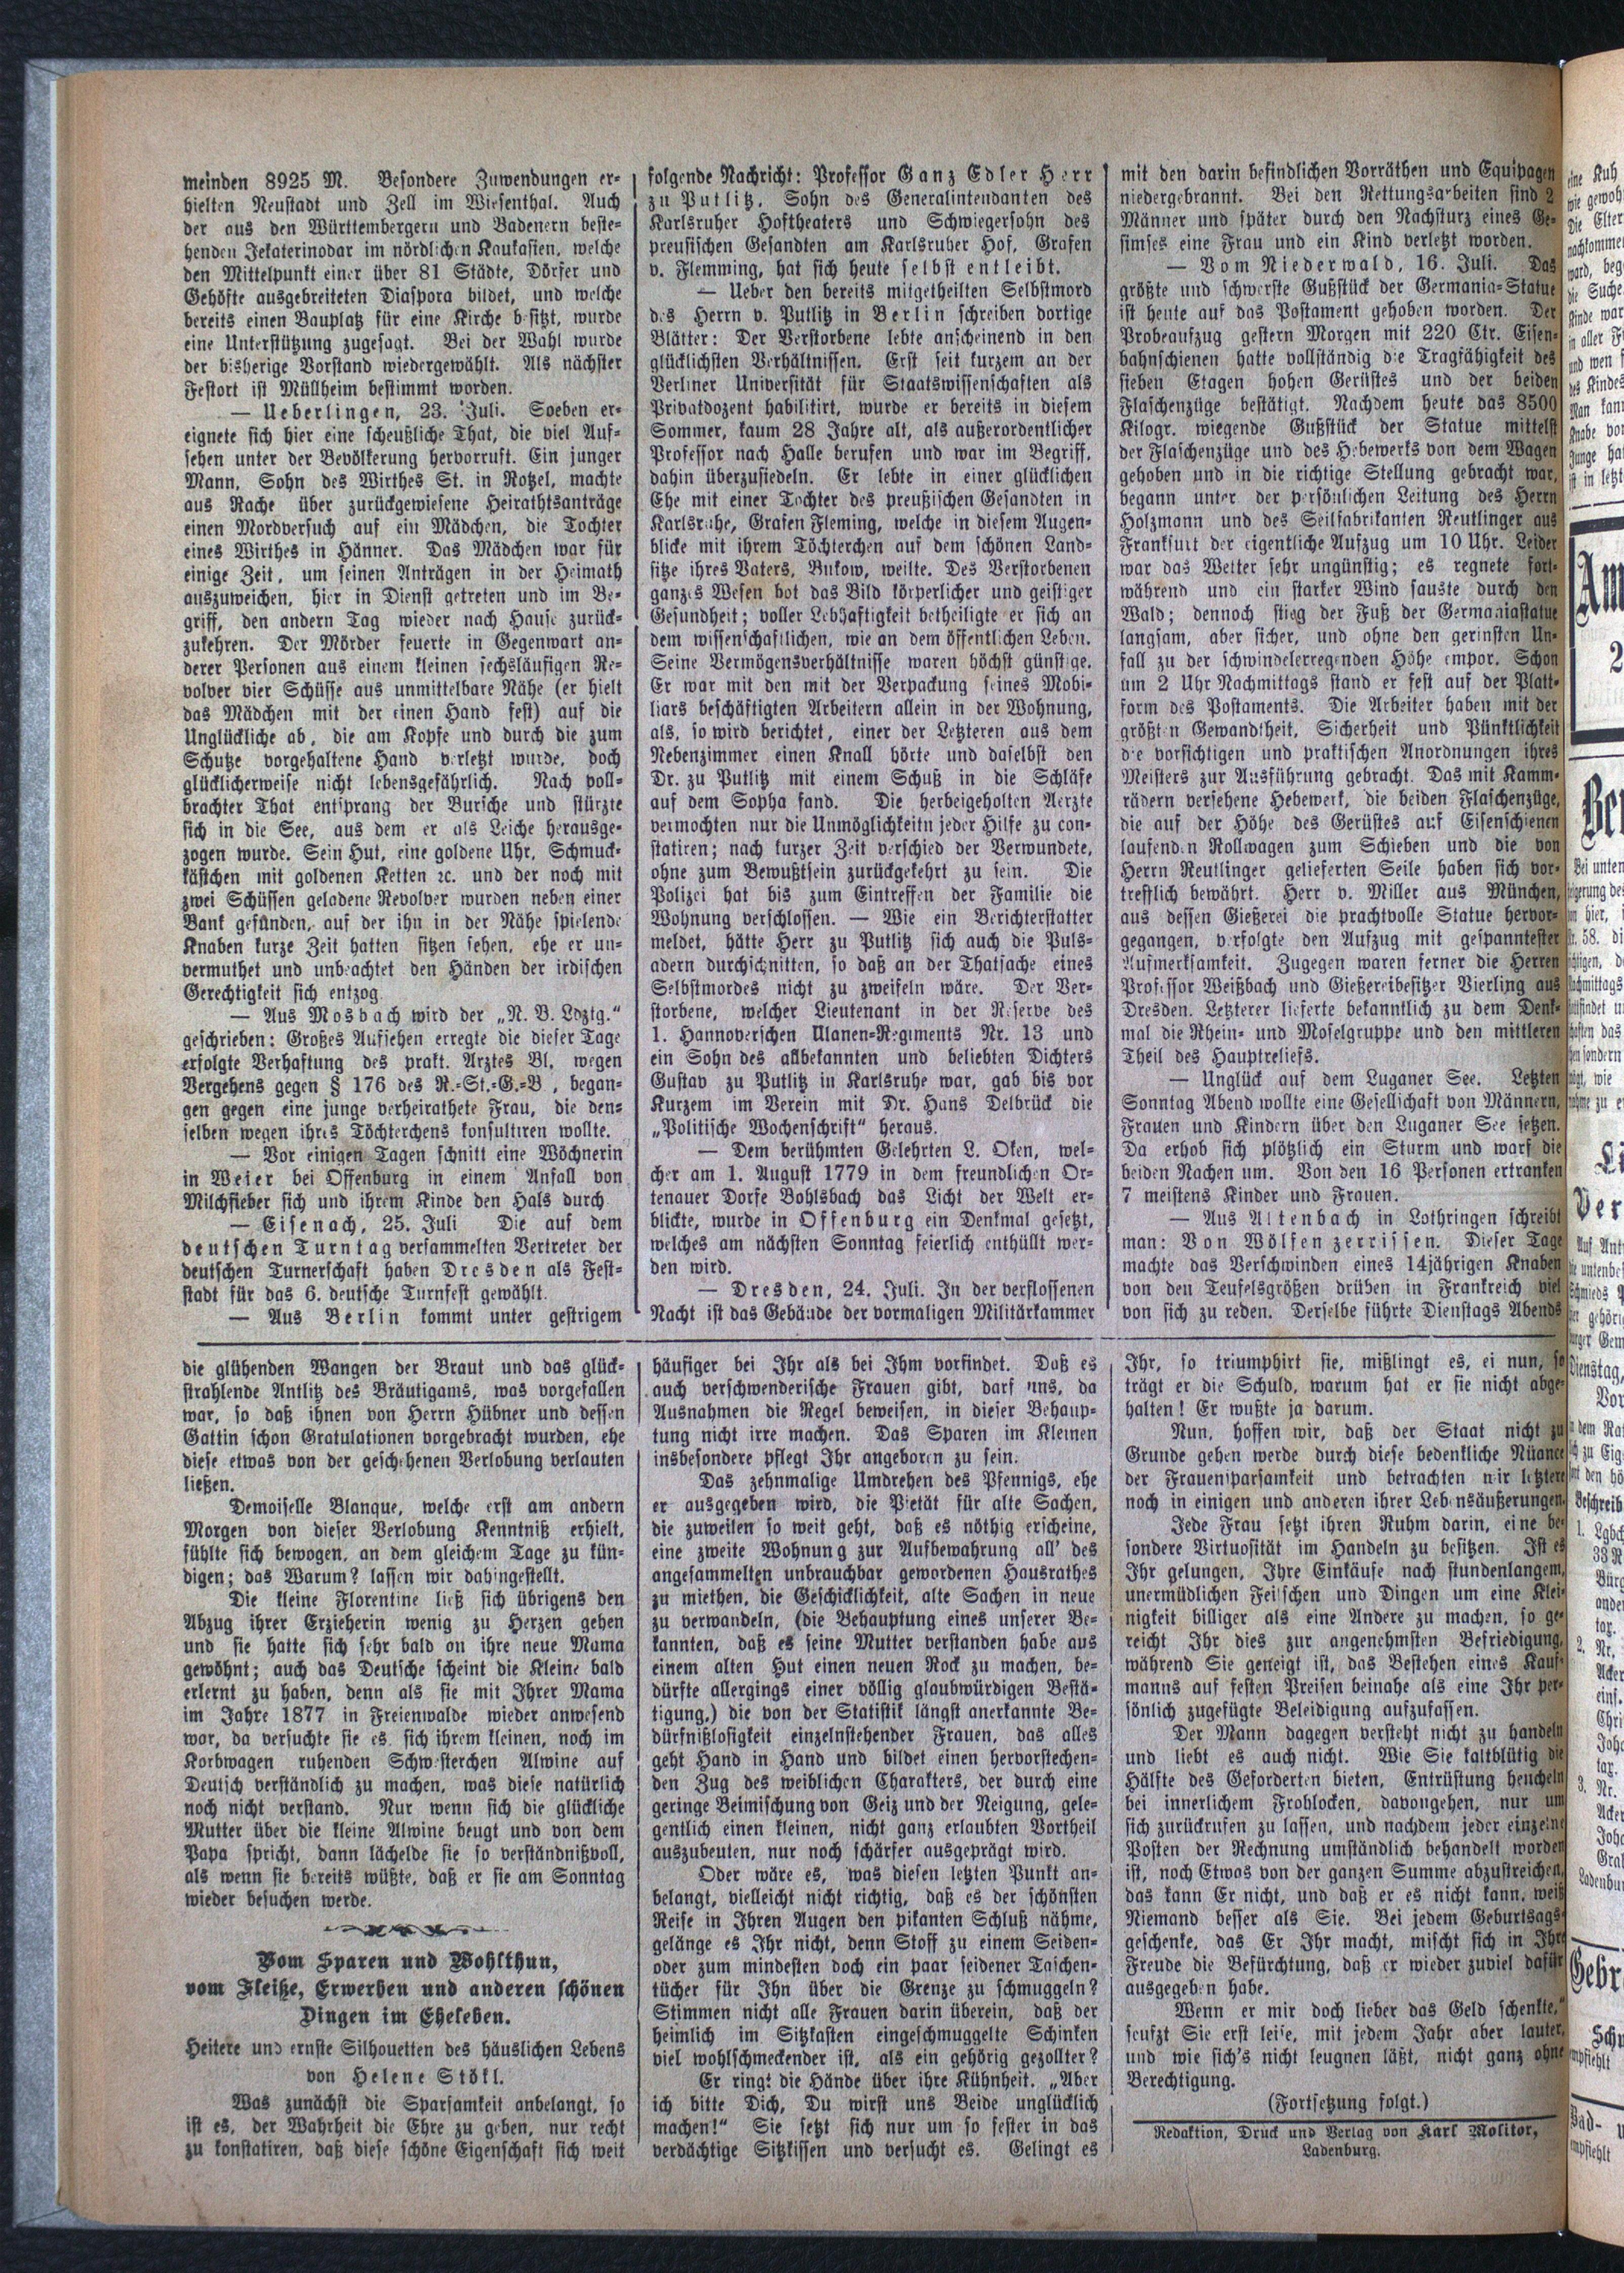 meinden 8925 M. Besondere Zuwendungen er-
hielten Neustadt und Zell im Wiesenthal. Auch
der aus den Württembergern und Badenern beste-
henden Jekaterinodar im nördlichen Kaukasien, welche
den Mittelpunkt einer über 81 Städte, Dörfer und
Gehöfte ausgebreiteten Diaspora bildet, und welche
bereits einen Bauplatz für eine Kirche besitzt, wurde
eine Unterstützung zugesagt. Bei der Wahl wurde
der bisherige Vorstand wiedergewählt. Als nächster
Festort ist Müllheim bestimmt worden.
— Ueberlingen, 23. Juli. Soeben er-
eignete sich hier eine scheußliche That, die viel Auf-
sehen unter der Bevölkerung hervorruft. Ein junger
Mann, Sohn des Wirthes St. in Rotzel, machte
aus Rache über zurückgewiesene Heirathtsanträge
einen Mordversuch auf ein Mädchen, die Tochter
eines Wirthes in Hänner. Das Mädchen war für
einige Zeit, um seinen Anträgen in der Heimath
auszuweichen, hier in Dienst getreten und im Be-
griff, den andern Tag wieder nach Hause zurück-
zukehren. Der Mörder feuerte in Gegenwart an-
derer Personen aus einem kleinen sechsläufigen Re-
volver vier Schüsse aus unmittelbare Nähe (er hielt
das Mädchen mit der einen Hand fest) auf die
Unglückliche ab, die am Kopfe und durch die zum
Schutze vorgehaltene Hand verletzt wurde, doch
glücklicherweise nicht lebensgefährlich. Nach voll-
brachter That entsprang der Bursche und stürzte
sich in die See, aus dem er als Leiche herausge-
zogen wurde. Sein Hut, eine goldene Uhr, Schmuck-
kästchen mit goldenen Ketten ꝛc. und der noch mit
zwei Schüssen geladene Revolver wurden neben einer
Bank gefunden, auf der ihn in der Nähe spielende
Knaben kurze Zeit hatten sitzen sehen, ehe er un-
vermuthet und unbeachtet den Händen der irdischen
Gerechtigkeit sich entzog.
— Aus Mosbach wird der „N. B. Ldztg.“
geschrieben: Großes Aufsehen erregte die dieser Tage
erfolgte Verhaftung des prakt. Arztes Bl, wegen
Vergehens gegen § 176 des R.-St.-G.-B , began-
gen gegen eine junge verheirathete Frau, die den-
selben wegen ihres Töchterchens konsultiren wollte.
— Vor einigen Tagen schnitt eine Wöchnerin
in Weier bei Offenburg in einem Anfall von
Milchfieber sich und ihrem Kinde den Hals durch
— Eisenach, 25. Juli Die auf dem
deutschen Turntag versammelten Vertreter der
deutschen Turnerschaft haben Dresden als Fest-
stadt für das 6. deutsche Turnfest gewählt.
— Aus Berlin kommt unter gestrigem
folgende Nachricht: Professor Ganz Edler Herr
zu Putlitz, Sohn des Generalintendanten des
Karlsruher Hoftheaters und Schwiegersohn des
preußischen Gesandten am Karlsruher Hof, Grafen
v. Flemming, hat sich heute selbst entleibt.
— Ueber den bereits mitgetheilten Selbstmord
des Herrn v. Putlitz in Berlin schreiben dortige
Blätter: Der Verstorbene lebte anscheinend in den
glücklichsten Verhältnissen. Erst seit kurzem an der
Berliner Universität für Staatswissenschaften als
Privatdozent habilitirt, wurde er bereits in diesem
Sommer, kaum 28 Jahre alt, als außerordentlicher
Professor nach Halle berufen und war im Begriff,
dahin überzusiedeln. Er lebte in einer glücklichen
Ehe mit einer Tochter des preußischen Gesandten in
Karlsruhe, Grafen Fleming, welche in diesem Augen-
blicke mit ihrem Töchterchen auf dem schönen Land-
sitze ihres Vaters, Bukow, weilte. Des Verstorbenen
ganzes Wesen bot das Bild körperlicher und geistiger
Gesundheit; voller Lebhaftigkeit betheiligte er sich an
dem wissenschaftlichen, wie an dem öffentlichen Leben.
Seine Vermögensverhältnisse waren höchst günstige.
Er war mit den mit der Verpackung seines Mobi-
liars beschäftigten Arbeitern allein in der Wohnung,
als, so wird berichtet, einer der Letzteren aus dem
Nebenzimmer einen Knall hörte und daselbst den
Dr. zu Putlitz mit einem Schuß in die Schläfe
auf dem Sopha fand. Die herbeigeholten Aerzte
vermochten nur die Unmöglichkeitn jeder Hilfe zu con-
statiren; nach kurzer Zeit verschied der Verwundete,
ohne zum Bewußtsein zurückgekehrt zu sein. Die
Polizei hat bis zum Eintreffen der Familie die
Wohnung verschlossen. — Wie ein Berichterstatter
meldet, hätte Herr zu Putlitz sich auch die Puls-
adern durchschnitten, so daß an der Thatsache eines
Selbstmordes nicht zu zweifeln wäre. Der Ver-
storbene, welcher Lieutenant in der Reserve des
1. Hannoverschen Ulanen-Regiments Nr. 13 und
ein Sohn des allbekannten und beliebten Dichters
Gustav zu Putlitz in Karlsruhe war, gab bis vor
Kurzem im Verein mit Dr. Hans Delbrück die
„Politische Wochenschrift“ heraus.
— Dem berühmten Gelehrten L. Oken, wel-
cher am 1. August 1779 in dem freundlichen Or-
tenauer Dorfe Bohlsbach das Licht der Welt er-
blickte, wurde in Offenburg ein Denkmal gesetzt,
welches am nächsten Sonntag feierlich enthüllt wer-
den wird.
— Dresden, 24. Juli. In der verflossenen
Nacht ist das Gebäude der vormaligen Militärkammer
mit den darin befindlichen Vorräthen und Equipagen
niedergebrannt. Bei den Rettungsarbeiten sind 2
Männer und später durch den Nachsturz eines Ge-
simses eine Frau und ein Kind verletzt worden.
— Vom Niederwald, 16. Juli. Das
größte und schwerste Gußstück der Germania-Statue
ist heute auf das Postament gehoben worden. Der
Probeaufzug gestern Morgen mit 220 Ctr. Eisen-
bahnschienen hatte vollständig die Tragfähigkeit des
sieben Etagen hohen Gerüstes und der beiden
Flaschenzüge bestätigt. Nachdem heute das 8500
Kilogr. wiegende Gußstück der Statue mittelst
der Flaschenzüge und des Hebewerks von dem Wagen
gehoben und in die richtige Stellung gebracht war,
begann unter der persönlichen Leitung des Herrn
Holzmann und des Seilfabrikanten Reutlinger aus
Frankfurt der eigentliche Aufzug um 10 Uhr. Leider
war das Wetter sehr ungünstig; es regnete fort-
während und ein starker Wind sauste durch den
Wald; dennoch stieg der Fuß der Germaniastatue
langsam, aber sicher, und ohne den gerinsten Un-
fall zu der schwindelerregenden Höhe empor. Schon
um 2 Uhr Nachmittags stand er fest auf der Platt-
form des Postaments. Die Arbeiter haben mit der
größten Gewandtheit, Sicherheit und Pünktlichkeit
die vorsichtigen und praktischen Anordnungen ihres
Meisters zur Ausführung gebracht. Das mit Kamm-
rädern versehene Hebewerk, die beiden Flaschenzüge,
die auf der Höhe des Gerüstes auf Eisenschienen
laufenden Rollwagen zum Schieben und die von
Herrn Reutlinger gelieferten Seile haben sich vor-
trefflich bewährt. Herr v. Miller aus München,
aus dessen Gießerei die prachtvolle Statue hervor-
gegangen, verfolgte den Aufzug mit gespanntester
Aufmerksamkeit. Zugegen waren ferner die Herren
Professor Weißbach und Gießereibesitzer Vierling aus
Dresden. Letzterer lieferte bekanntlich zu dem Denk-
mal die Rhein- und Moselgruppe und den mittleren
Theil des Hauptreliefs.
— Unglück auf dem Luganer See. Letzten
Sonntag Abend wollte eine Gesellschaft von Männern,
Frauen und Kindern über den Luganer See setzen.
Da erhob sich plötzlich ein Sturm und warf die
beiden Nachen um. Von den 16 Personen ertranken
7 meistens Kinder und Frauen.
— Aus Altenbach in Lothringen schreibt
man: Von Wölfen zerrissen. Dieser Tage
machte das Verschwinden eines 14jährigen Knaben
von den Teufelsgrößen drüben in Frankreich viel
von sich zu reden. Derselbe führte Dienstags Abends
die glühenden Wangen der Braut und das glück-
strahlende Antlitz des Bräutigams, was vorgefallen
war, so daß ihnen von Herrn Hübner und dessen
Gattin schon Gratulationen vorgebracht wurden, ehe
diese etwas von der geschehenen Verlobung verlauten
ließen.
Demoiselle Blanque, welche erst am andern
Morgen von dieser Verlobung Kenntniß erhielt,
fühlte sich bewogen, an dem gleichem Tage zu kün-
digen; das Warum? lassen wir dahingestellt.
Die kleine Florentine ließ sich übrigens den
Abzug ihrer Erzieherin wenig zu Herzen gehen
und sie hatte sich sehr bald on ihre neue Mama
gewöhnt; auch das Deutsche scheint die Kleine bald
erlernt zu haben, denn als sie mit Ihrer Mama
im Jahre 1877 in Freienwalde wieder anwesend
war, da versuchte sie es sich ihrem kleinen, noch im
Korbwagen ruhenden Schwesterchen Alwine auf
Deutsch verständlich zu machen, was diese natürlich
noch nicht verstand. Nur wenn sich die glückliche
Mutter über die kleine Alwine beugt und von dem
Papa spricht, dann lächelde sie so verständnißvoll,
als wenn sie bereits wüßte, daß er sie am Sonntag
wieder besuchen werde.
Vom Sparen und Wohlthun,
vom Fleiße, Erwerben und anderen schönen
Dingen im Eheleben.
Heitere und ernste Silhouetten des häuslichen Lebens
von Helene Stökl.
Was zunächst die Sparsamkeit anbelangt, so
ist es, der Wahrheit die Ehre zu geben, nur recht
zu konstatiren, daß diese schöne Eigenschaft sich weit
häufiger bei Ihr als bei Ihm vorfindet. Daß es
auch verschwenderische Frauen gibt, darf uns, da
Ausnahmen die Regel beweisen, in dieser Behaup-
tung nicht irre machen. Das Sparen im Kleinen
insbesondere pflegt Ihr angeboren zu sein.
Das zehnmalige Umdrehen des Pfennigs, ehe
er ausgegeben wird, die Pietät für alte Sachen,
die zuweilen so weit geht, daß es nöthig erscheine,
eine zweite Wohnung zur Aufbewahrung all' des
angesammelten unbrauchbar gewordenen Hausrathes
zu miethen, die Geschicklichkeit, alte Sachen in neue
zu verwandeln, (die Behauptung eines unserer Be-
kannten, daß es seine Mutter verstanden habe aus
einem alten Hut einen neuen Rock zu machen, be-
dürfte allergings einer völlig glaubwürdigen Bestä-
tigung,) die von der Statistik längst anerkannte Be-
dürfnißlosigkeit einzelnstehender Frauen, das alles
geht Hand in Hand und bildet einen hervorstechen-
den Zug des weiblichen Charakters, der durch eine
geringe Beimischung von Geiz und der Neigung, gele-
gentlich einen kleinen, nicht ganz erlaubten Vortheil
auszubeuten, nur noch schärfer ausgeprägt wird.
Oder wäre es, was diesen letzten Punkt an-
belangt, vielleicht nicht richtig, daß es der schönsten
Reise in Ihren Augen den pikanten Schluß nähme,
gelänge es Ihr nicht, denn Stoff zu einem Seiden-
oder zum mindesten doch ein paar seidener Taschen-
tücher für Ihn über die Grenze zu schmuggeln?
Stimmen nicht alle Frauen darin überein, daß der
heimlich im Sitzkasten eingeschmuggelte Schinken
viel wohlschmeckender ist, als ein gehörig gezollter?
Er ringt die Hände über ihre Kühnheit. „Aber
ich bitte Dich, Du wirst uns Beide unglücklich
machen!“ Sie setzt sich nur um so fester in das
verdächtige Sitzkissen und versucht es. Gelingt es
Ihr, so triumphirt sie, mißlingt es, ei nun, so
trägt er die Schuld, warum hat er sie nicht abge-
halten! Er wußte ja darum.
Nun, hoffen wir, daß der Staat nicht zu
Grunde gehen werde durch diese bedenkliche Nüance
der Frauensparsamkeit und betrachten wir letztere
noch in einigen und anderen ihrer Lebensäußerungen.
Jede Frau setzt ihren Ruhm darin, eine be-
sondere Virtuosität im Handeln zu besitzen. Ist es
Ihr gelungen, Ihre Einkäufe nach stundenlangem,
unermüdlichen Feilschen und Dingen um eine Klei-
nigkeit billiger als eine Andere zu machen, so ge-
reicht Ihr dies zur angenehmsten Befriedigung,
während Sie geneigt ist, das Bestehen eines Kauf-
manns auf festen Preisen beinahe als eine Ihr per-
sönlich zugefügte Beleidigung aufzufassen.
Der Mann dagegen versteht nicht zu handeln
und liebt es auch nicht. Wie Sie kaltblütig die
Hälfte des Geforderten bieten, Entrüstung heucheln
bei innerlichem Frohlocken, davongehen, nur um
sich zurückrufen zu lassen, und nachdem jeder einzelne
Posten der Rechnung umständlich behandelt worden
ist, noch Etwas von der ganzen Summe abzustreichen,
das kann Er nicht, und daß er es nicht kann, weiß
Niemand besser als Sie. Bei jedem Geburtsags-
geschenke, das Er Ihr macht, mischt sich in Ihre
Freude die Befürchtung, daß er wieder zuviel dafür
ausgegeben habe.
Wenn er mir doch lieber das Geld schenkte,“
seufzt Sie erst leise, mit jedem Jahr aber lauter,
und wie sich's nicht leugnen läßt, nicht ganz ohne
Berechtigung.
(Fortsetzung folgt.)
Redaktion, Druck und Verlag von Karl Molitor,
Ladenburg.